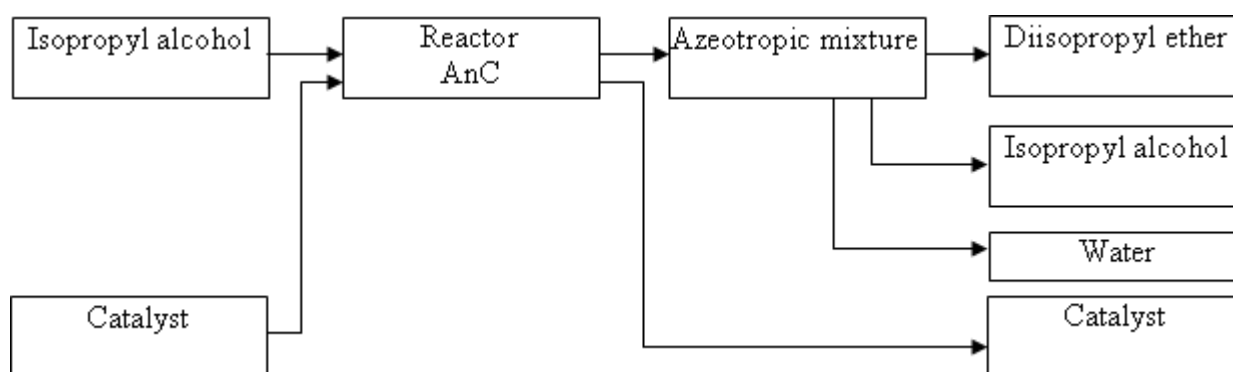 Isopropyl alcohol
Reactor
AnC
Azeotropic mixture
Diisopropyl ether
Isopropyl alcohol
Water
Catalyst
Catalyst